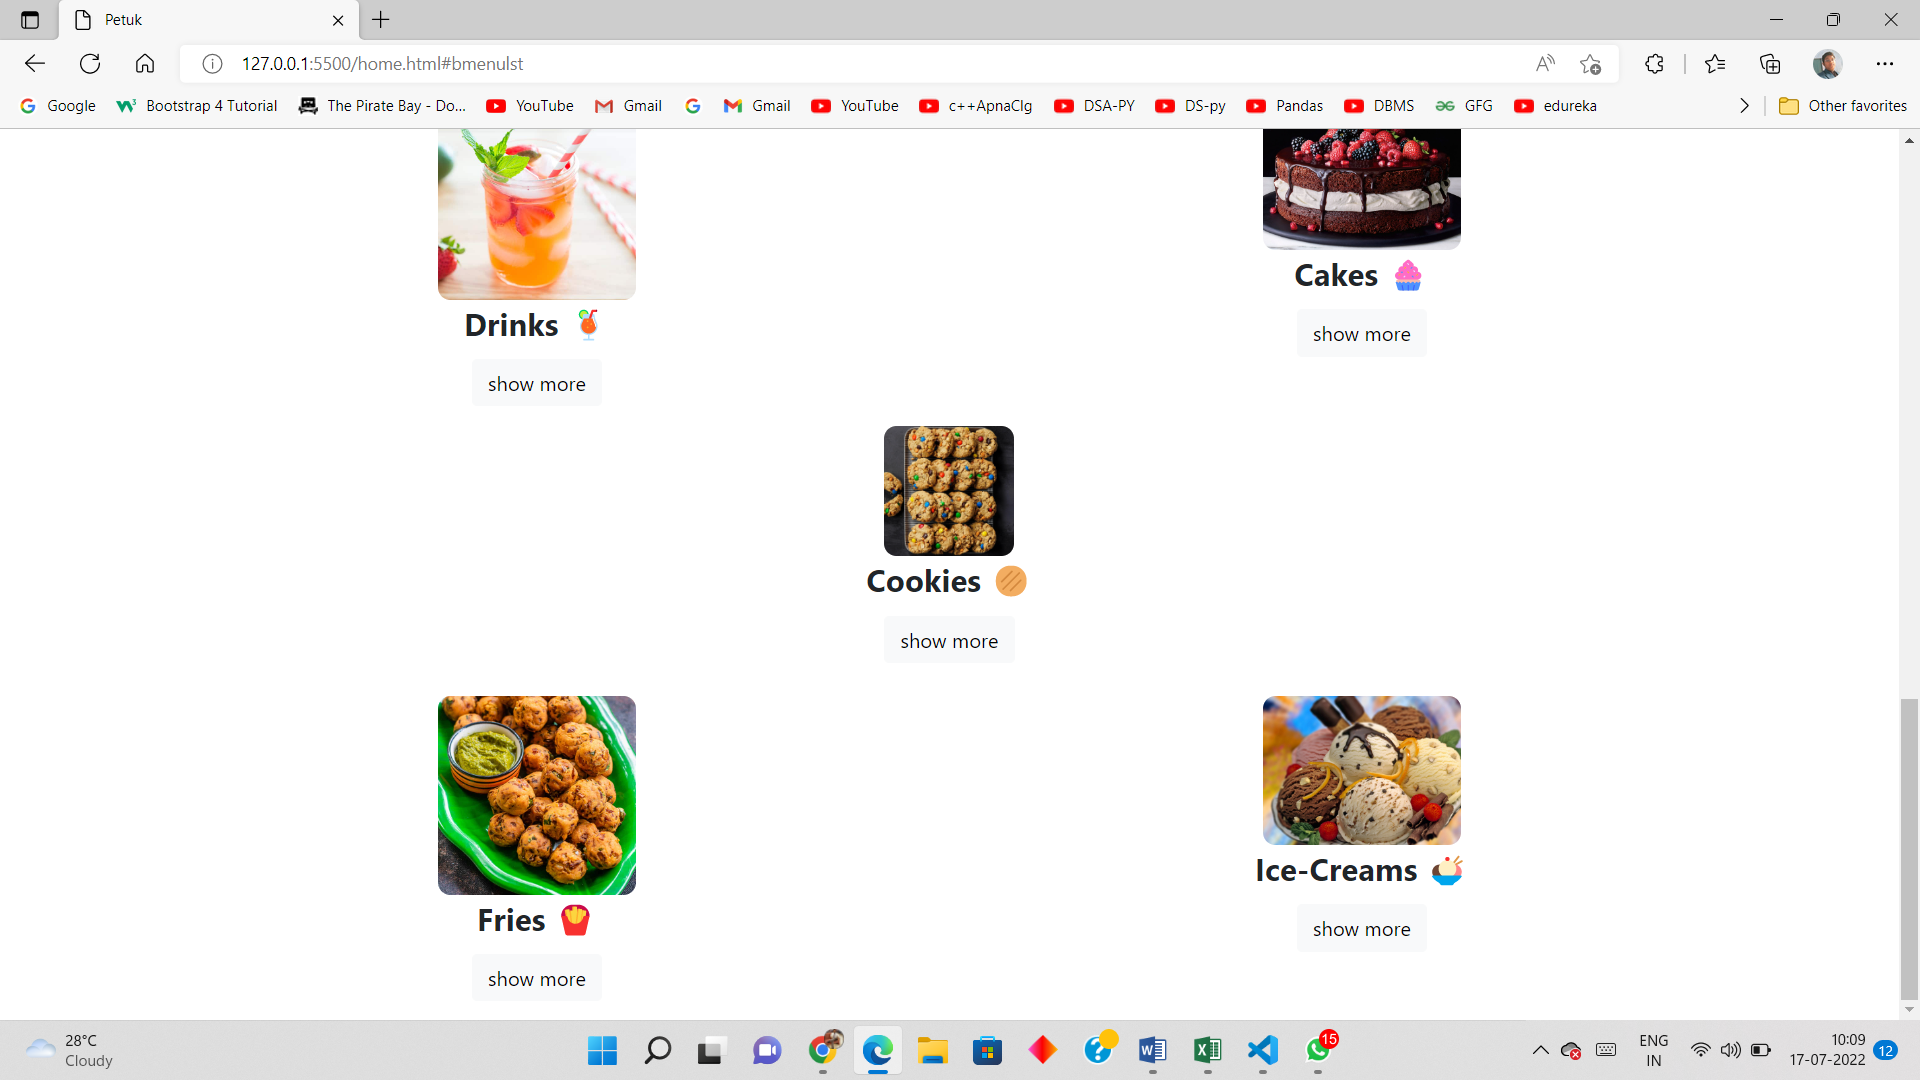 Petuk
127.0.0.1:5500/home.html#bmenulst
Google Bootstrap 4 Tutorial The Pirate Bay - Do... YouTube Gmail Gmail YouTube c++ApnaClg DSA-PY DS-py Pandas DBMS GFG edureka Other favorites
Cakes
Drinks
show more
show more
Cookies
show more
Ice-Creams
Fries
show more
show more
28°C
Cloudy
15
ENG
IN
10:09
17-07-2022
12